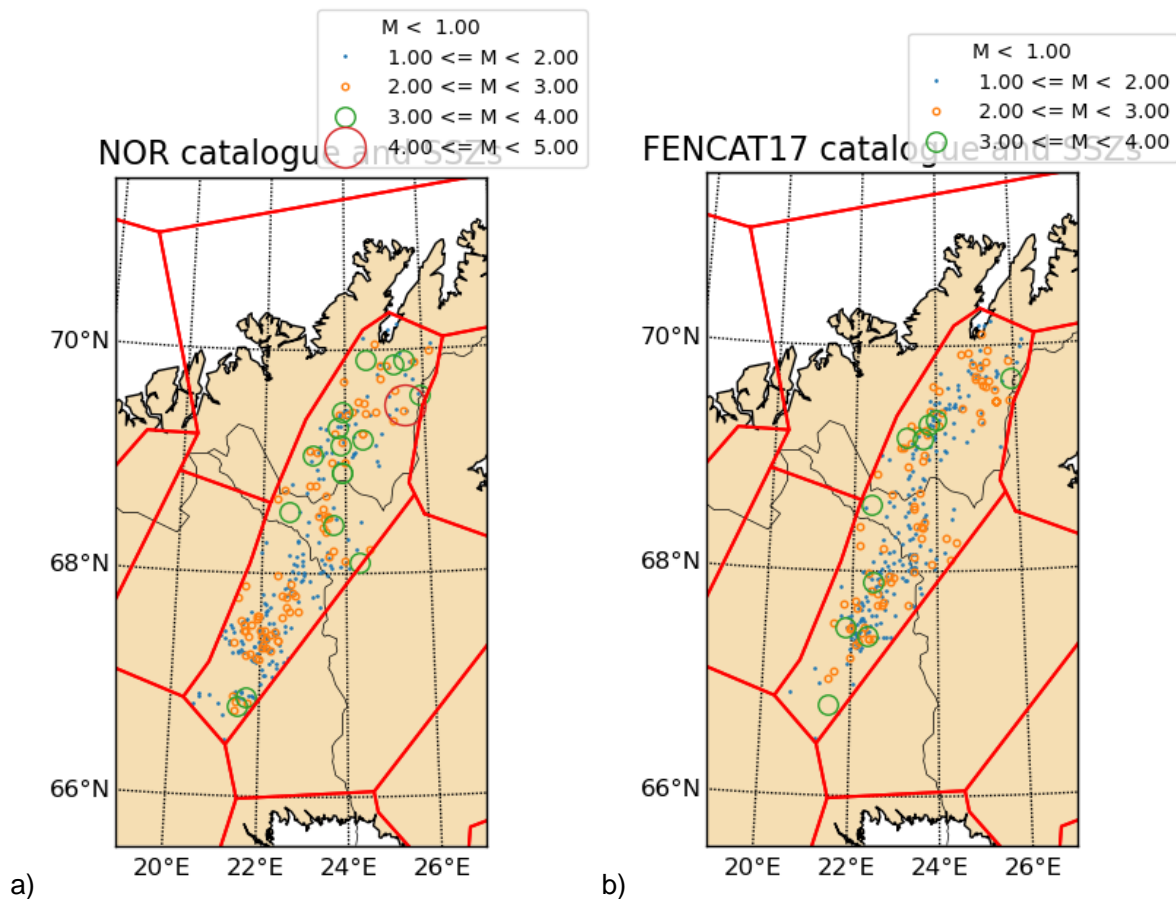 M < 1.00
1.00 <= M < 2.00
2.00 <= M < 3.00
3.00 <= M < 4.00
4.00 <= M < 5.00
NOR catalogue and SSZs
70°N
68°N
66°N
20°E 22°E 24°E 26°E
a)
M < 1.00
1.00 <= M < 2.00
2.00 <= M < 3.00
3.00 <= M < 4.00
FENCAT17 catalogue and SSZs
70°N
68°N
66°N
20°E 22°E 24°E 26°E
b)